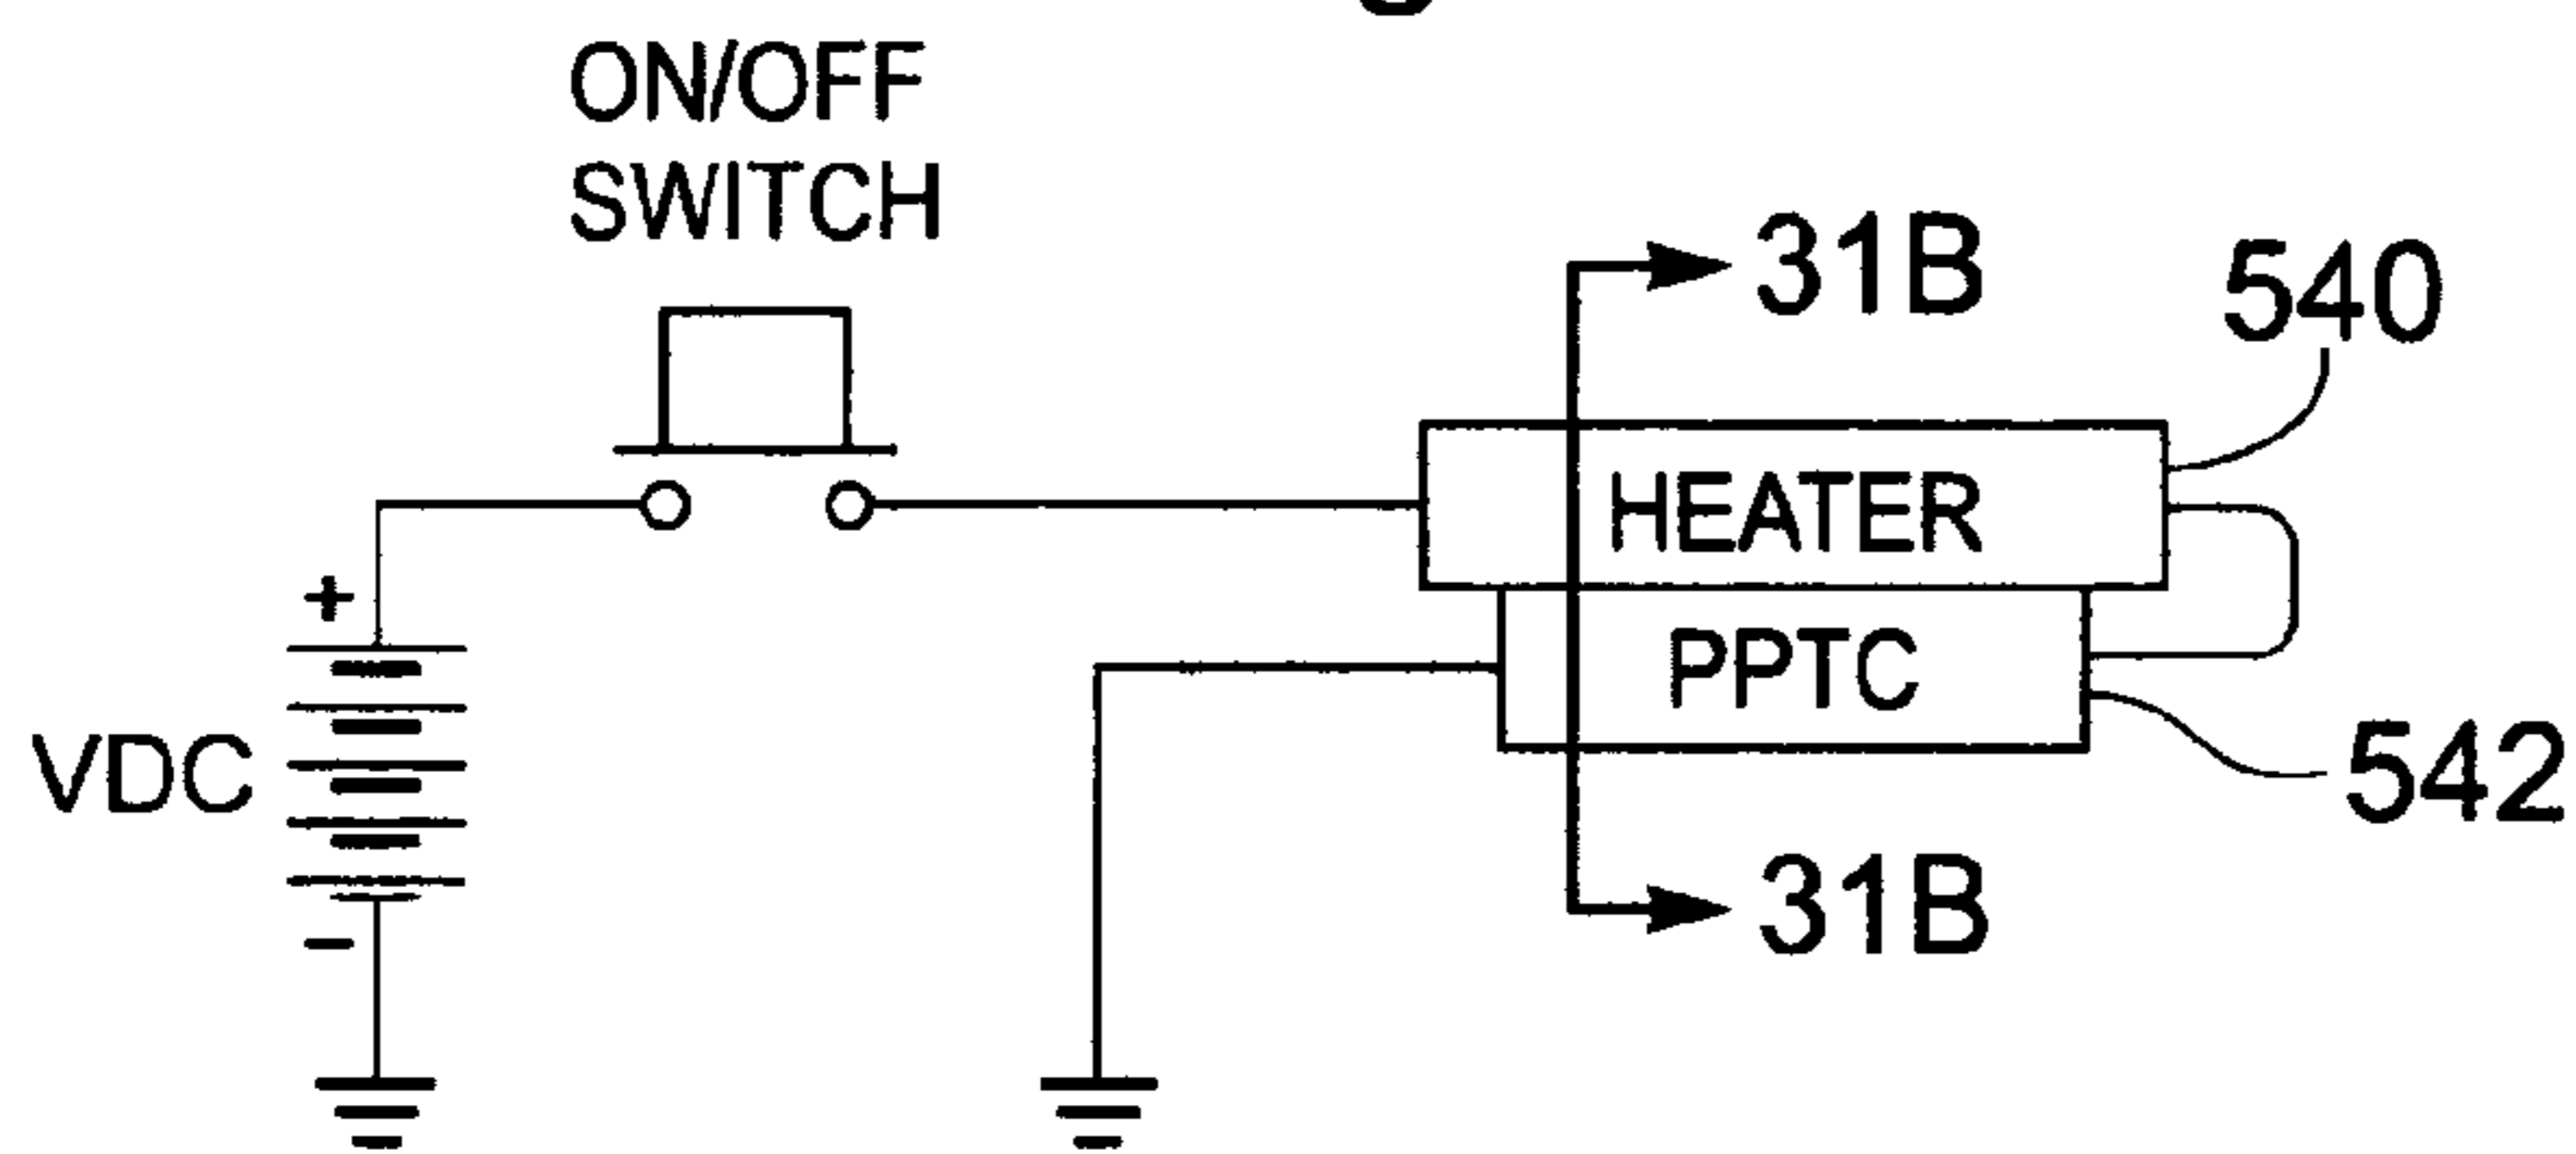 ON/OFF
SWITCH
31B
540
HEATER
+
PPTC
VDC
542
31B
−